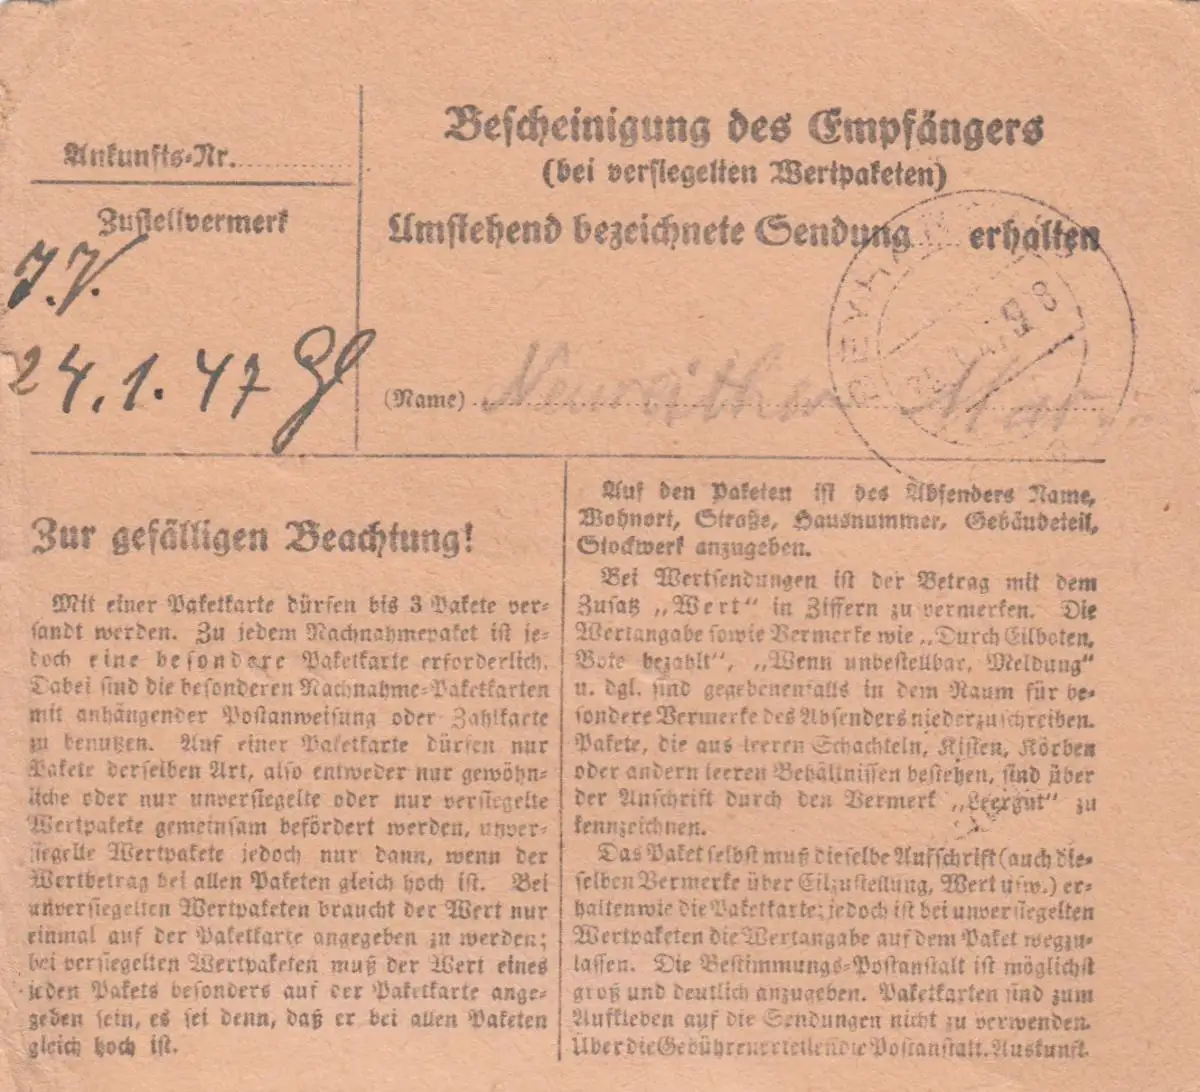 Ankunfts-Nr.
Zustellvermerk
24.1.47
Bescheinigung des Empfängers
(bei versiegelten Wertpaketen)
Umstehend bezeichnete Sendung erhalten
(Name)
Zur gefälligen Beachtung!
Mit einer Paketkarte dürfen bis 3 Pakete ver-
sandt werden. Zu jedem Nachnahmepaket ist je-
doch eine besondere Paketkarte erforderlich.
Dabei sind die besonderen Nachnahme-Paketkarten
mit anhängender Postanweisung oder Zahlkarte
zu benutzen. Auf einer Paketkarte dürfen nur
Pakete derselben Art, also entweder nur gewöhn-
liche oder nur unversiegelte oder nur versiegelte
Wertpakete gemeinsam befördert werden, unver-
siegelte Wertpakete jedoch nur dann, wenn der
Wertbetrag bei allen Paketen gleich hoch ist. Bei
unversiegelten Wertpaketen braucht der Wert nur
einmal auf der Paketkarte angegeben zu werden;
bei versiegelten Wertpaketen muß der Wert eines
jeden Pakets besonders auf der Paketkarte ange-
geben sein, es sei denn, daß er bei allen Paketen
gleich hoch ist.
Auf den Paketen ist des Absenders Name,
Wohnort, Straße, Hausnummer, Gebäudeteil,
Stockwerk anzugeben.
Bei Wertsendungen ist der Betrag mit dem
Zusatz „Wert" in Ziffern zu vermerken. Die
Wertangabe sowie Vermerke wie „Durch Eilboten,
Bote bezahlt", „Wenn unbestellbar, Meldung"
u. dgl. sind gegebenenfalls in dem Raum für be-
sondere Vermerke des Absenders niederzuschreiben.
Pakete, die aus leeren Schachteln, Kisten, Körben
oder andern leeren Behältnissen bestehen, sind über
der Anschrift durch den Vermerk „Leergut" zu
kennzeichnen.
Das Paket selbst muß dieselbe Aufschrift (auch die-
selben Vermerke über Eilzustellung, Wert usw.) er-
halten wie die Paketkarte; jedoch ist bei unversiegelten
Wertpaketen die Wertangabe auf dem Paket wegzu-
lassen. Die Bestimmungs-Postanstalt ist möglichst
groß und deutlich anzugeben. Paketkarten sind zum
Aufkleben auf die Sendungen nicht zu verwenden.
Über die Gebühren erteilen die Postanstalt. Auskunft.